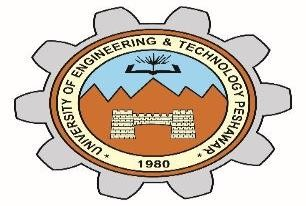 * UNIVERSITY OF ENGINEERING & TECHNOLOGY PESHAWAR *
1980